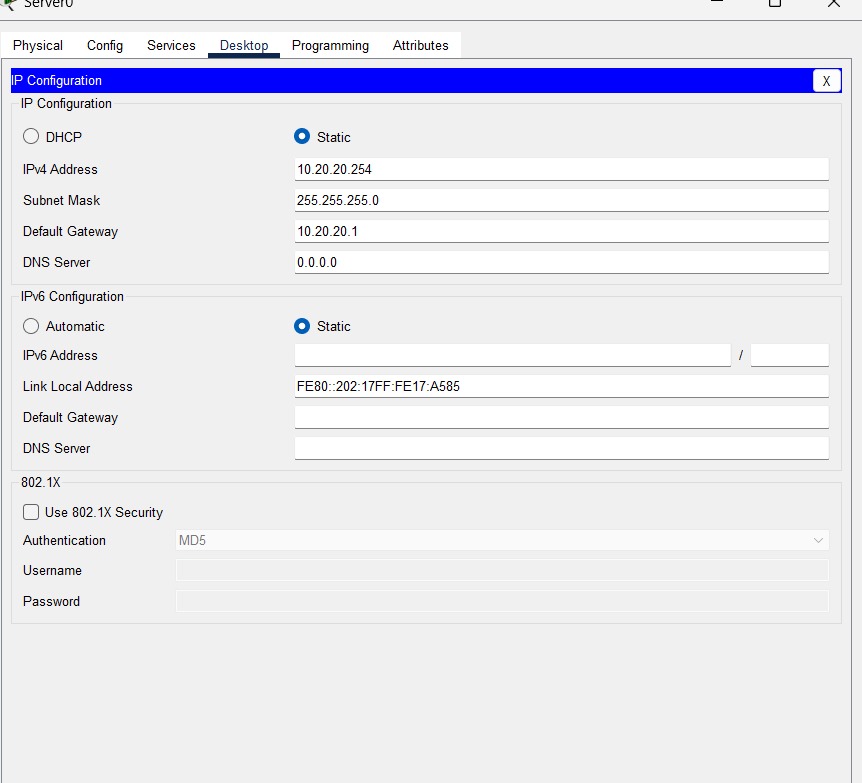 Server0
Physical Config Services Desktop Programming Attributes
IP Configuration X
IP Configuration
DHCP Static
IPv4 Address 10.20.20.254
Subnet Mask 255.255.255.0
Default Gateway 10.20.20.1
DNS Server 0.0.0.0
IPv6 Configuration
Automatic Static
IPv6 Address /
Link Local Address FE80::202:17FF:FE17:A585
Default Gateway
DNS Server
802.1X
Use 802.1X Security
Authentication MD5
Username
Password